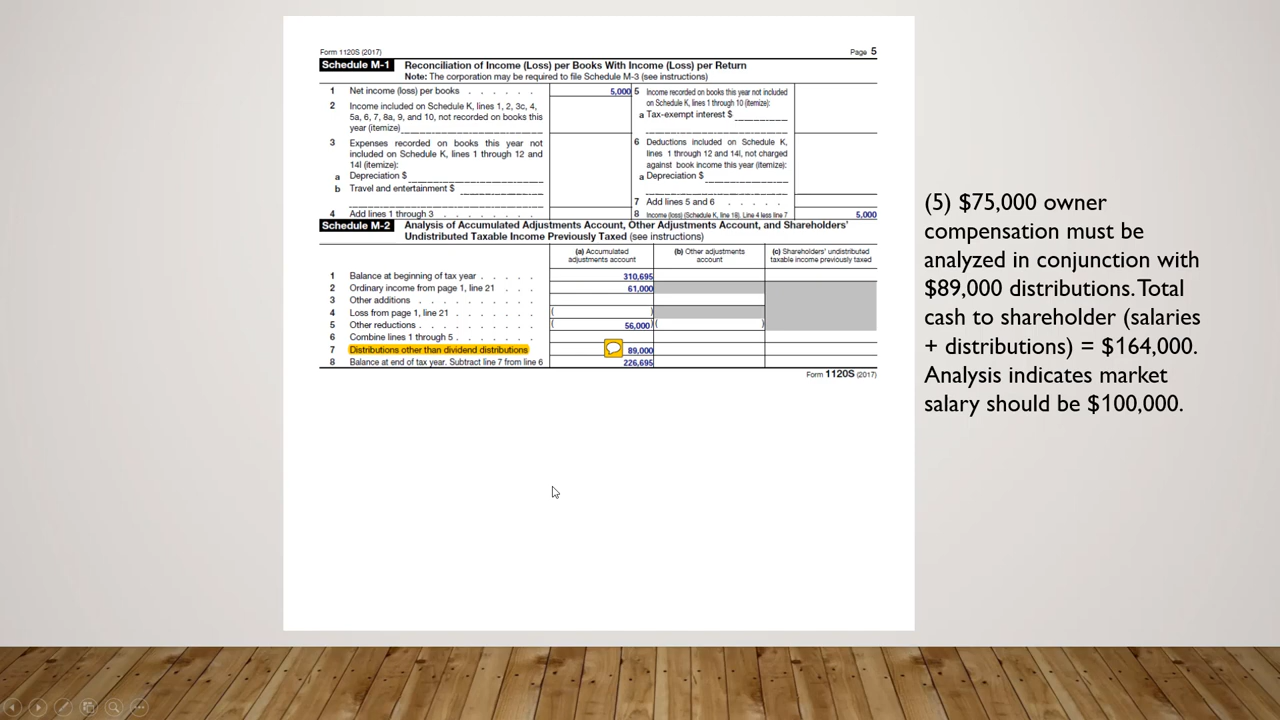 Form 1120S (2017)
Page 5
Schedule M-1 Reconciliation of Income (Loss) per Books With Income (Loss) per Return
Note: The corporation may be required to file Schedule M-3 (see instructions)
1 Net income (loss) per books . . . . . . 5,000
2 Income included on Schedule K, lines 1, 2, 3c, 4,
5a, 6, 7, 8a, 9, and 10, not recorded on books this
year (itemize)
3 Expenses recorded on books this year not
included on Schedule K, lines 1 through 12 and
14l (itemize):
a Depreciation $
b Travel and entertainment $
4 Add lines 1 through 3 . . . . . . . .
5 Income recorded on books this year not included
on Schedule K, lines 1 through 10 (itemize):
a Tax-exempt interest $
6 Deductions included on Schedule K,
lines 1 through 12 and 14l, not charged
against book income this year (itemize):
a Depreciation $
7 Add lines 5 and 6 . . . . .
8 Income (loss) (Schedule K, line 18). Line 4 less line 7 5,000
Schedule M-2 Analysis of Accumulated Adjustments Account, Other Adjustments Account, and Shareholders'
Undistributed Taxable Income Previously Taxed (see instructions)
(a) Accumulated
adjustments account
(b) Other adjustments
account
(c) Shareholders' undistributed
taxable income previously taxed
1 Balance at beginning of tax year . . . . . 310,695
2 Ordinary income from page 1, line 21 . . . 61,000
3 Other additions . . . . . . . . . .
4 Loss from page 1, line 21 . . . . . . . ( )
5 Other reductions . . . . . . . . . . ( 56,000 ) ( )
6 Combine lines 1 through 5 . . . . . . .
7 Distributions other than dividend distributions 89,000
8 Balance at end of tax year. Subtract line 7 from line 6 226,695
Form 1120S (2017)
(5) $75,000 owner
compensation must be
analyzed in conjunction with
$89,000 distributions. Total
cash to shareholder (salaries
+ distributions) = $164,000.
Analysis indicates market
salary should be $100,000.